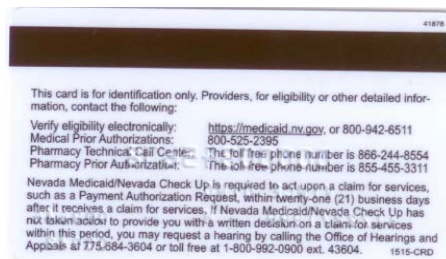 41878
This card is for identification only. Providers, for eligibility or other detailed infor-
mation, contact the following:
Verify eligibility electronically: https://medicaid.nv.gov, or 800-942-6511
Medical Prior Authorizations: 800-525-2395
Pharmacy Technical Call Center: The toll free phone number is 866-244-8554
Pharmacy Prior Authorization: The toll free phone number is 855-455-3311
Nevada Medicaid/Nevada Check Up is required to act upon a claim for services,
such as a Payment Authorization Request, within twenty-one (21) business days
after it receives a claim for services. If Nevada Medicaid/Nevada Check Up has
not taken action to provide you with a written decision on a claim for services
within this period, you may request a hearing by calling the Office of Hearings and
Appeals at 775-684-3604 or toll free at 1-800-992-0900 ext. 43604.
1515-CRD